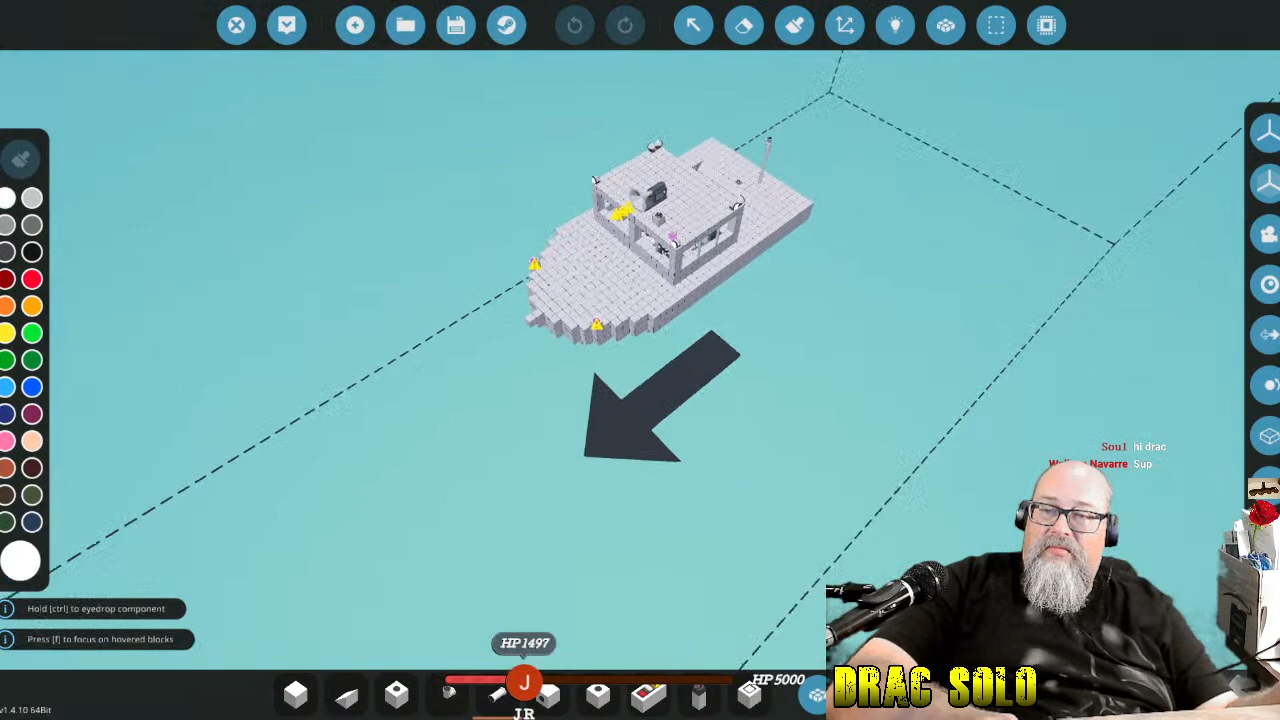 Soul hi drac
Wolfgang Navarre Sup
Hold [ctrl] to eyedrop component
Press [f] to focus on hovered blocks
HP 1497
J
HP 5000
JR
DRAC SOLO
v1.4.10 64Bit